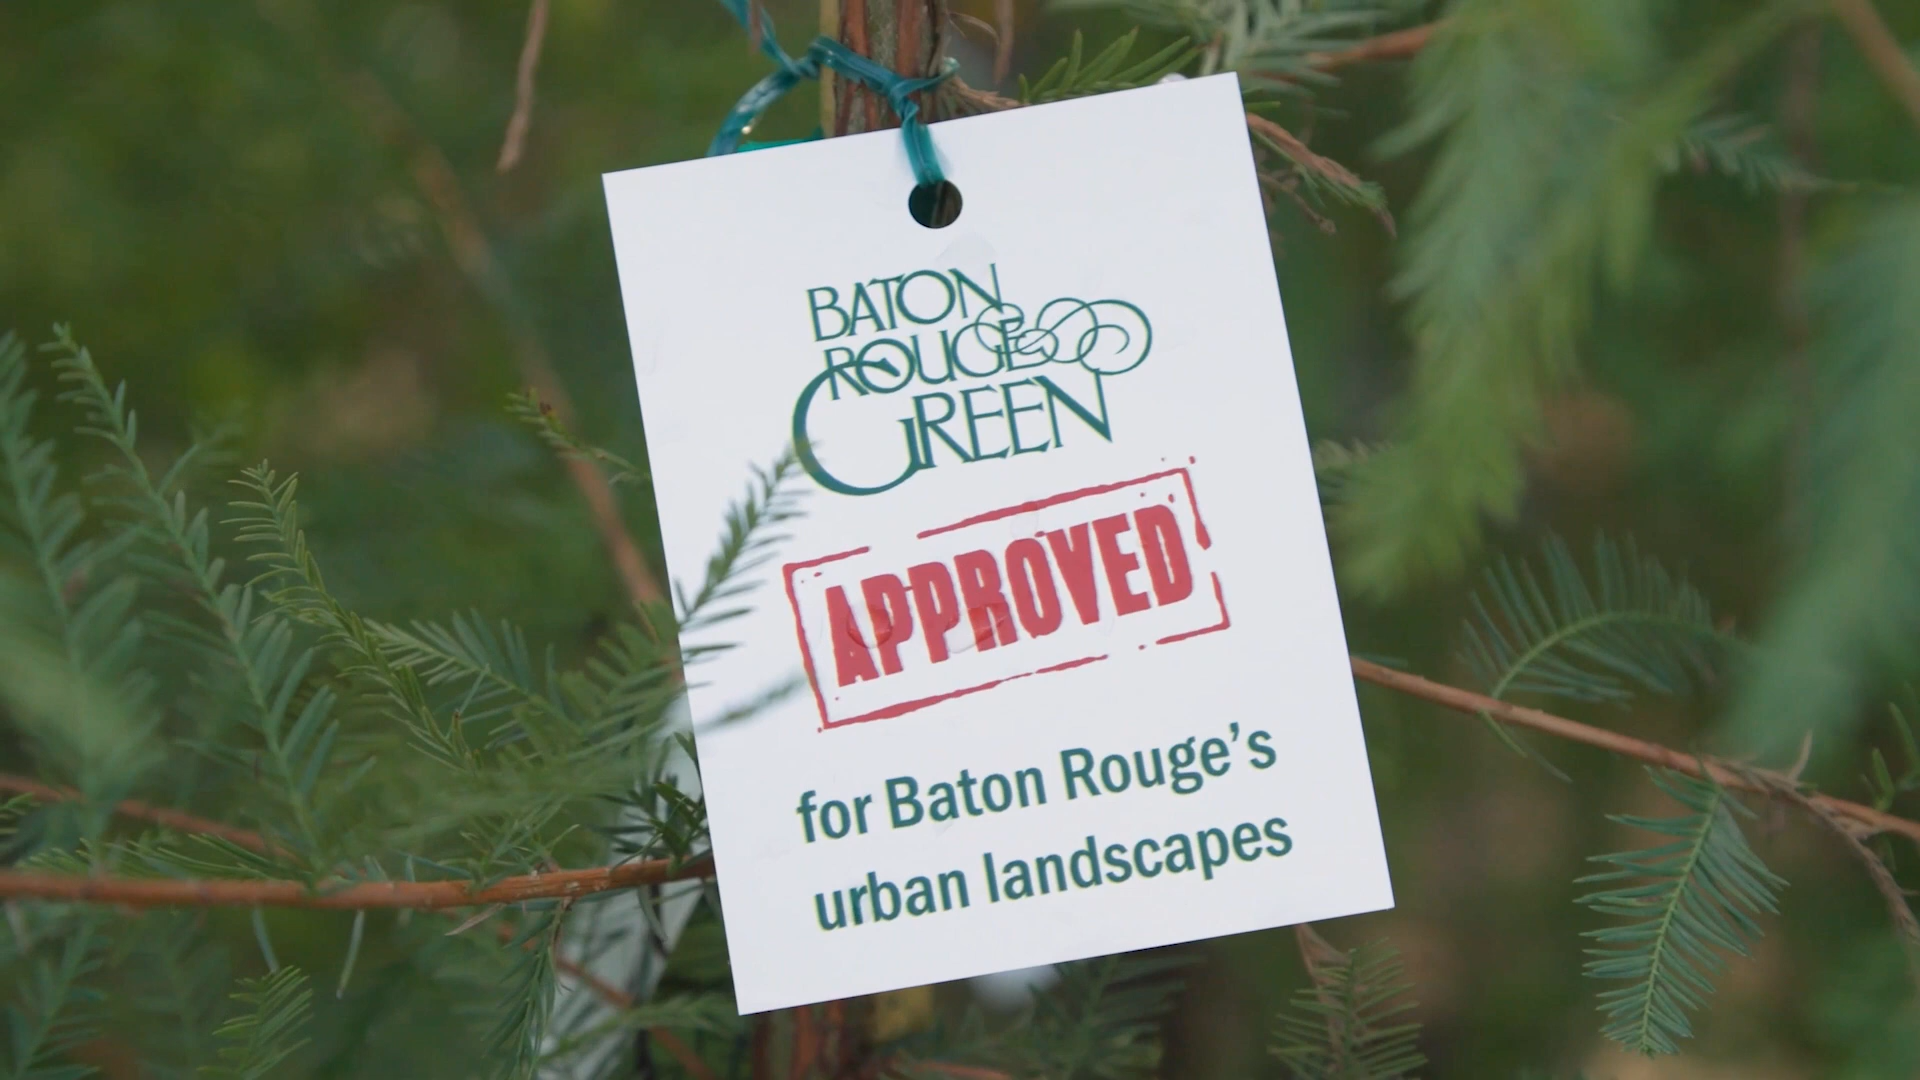 BATON
ROUGE
GREEN
APPROVED
for Baton Rouge’s
urban landscapes